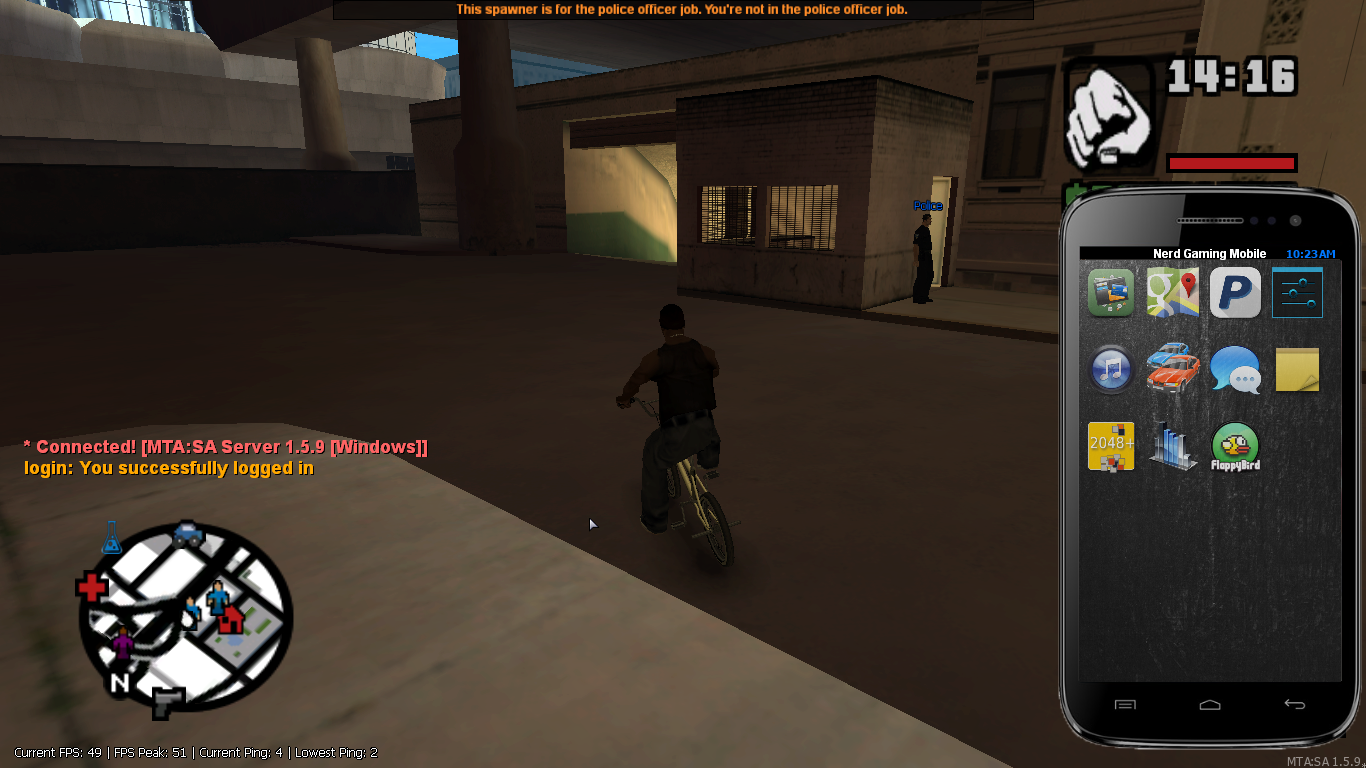 This spawner is for the police officer job. You're not in the police officer job.
14:16
Police
Nerd Gaming Mobile 10:23AM
P
2048+
FlappyBird
* Connected! [MTA:SA Server 1.5.9 [Windows]]
login: You successfully logged in
N
Current FPS: 49 | FPS Peak: 51 | Current Ping: 4 | Lowest Ping: 2
MTA:SA 1.5.9